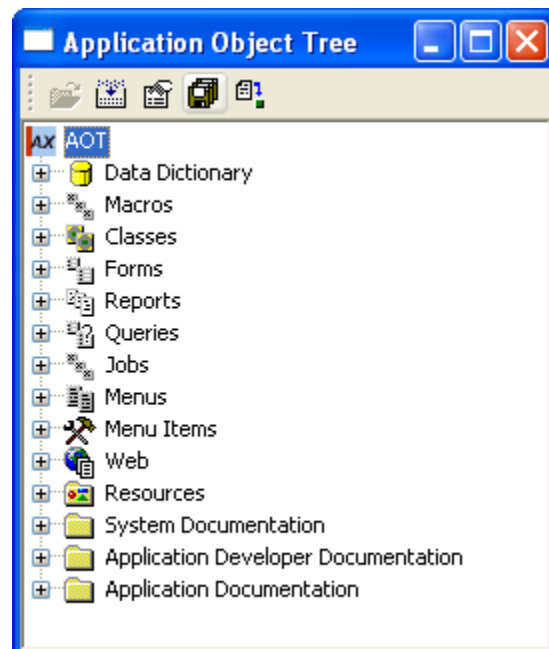 Application Object Tree
AX AOT
Data Dictionary
Macros
Classes
Forms
Reports
Queries
Jobs
Menus
Menu Items
Web
Resources
System Documentation
Application Developer Documentation
Application Documentation